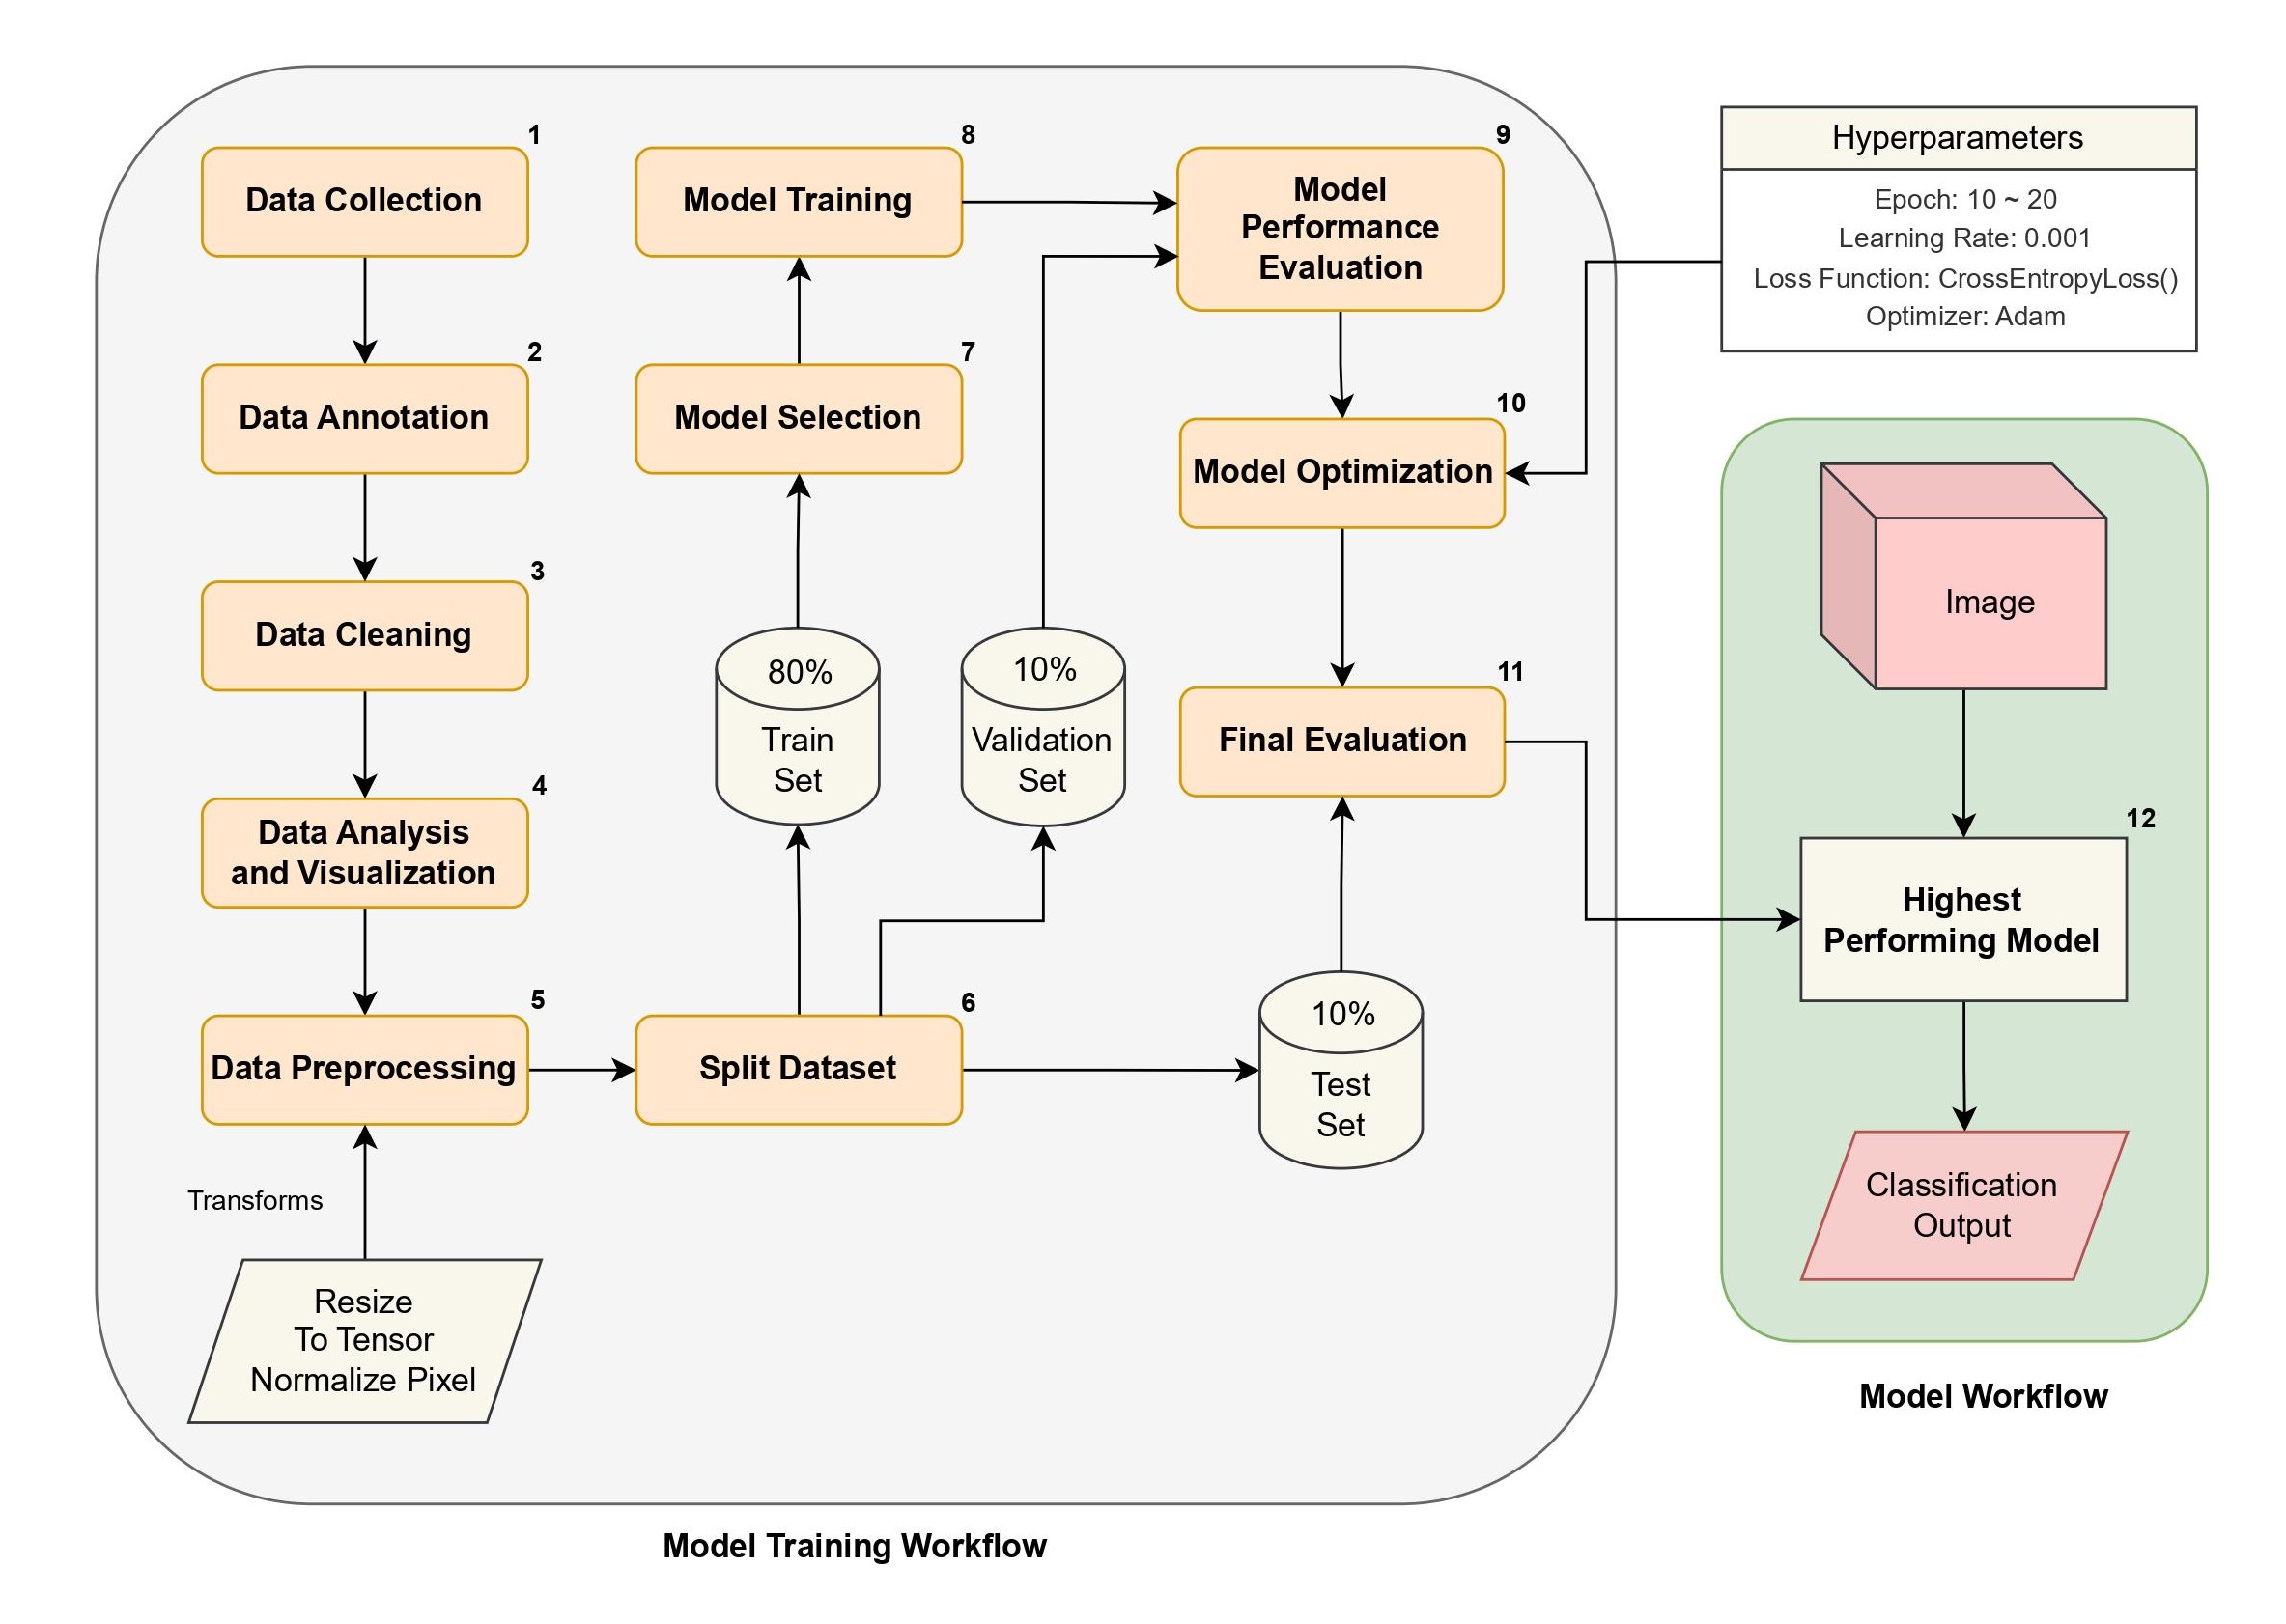 1
Data Collection
2
Data Annotation
3
Data Cleaning
4
Data Analysis
and Visualization
5
Data Preprocessing
Transforms
Resize
To Tensor
Normalize Pixel
6
Split Dataset
80%
Train
Set
10%
Validation
Set
10%
Test
Set
7
Model Selection
8
Model Training
9
Model
Performance
Evaluation
10
Model Optimization
11
Final Evaluation
Model Training Workflow
Hyperparameters
Epoch: 10 ~ 20
Learning Rate: 0.001
Loss Function: CrossEntropyLoss()
Optimizer: Adam
Image
12
Highest
Performing Model
Classification
Output
Model Workflow